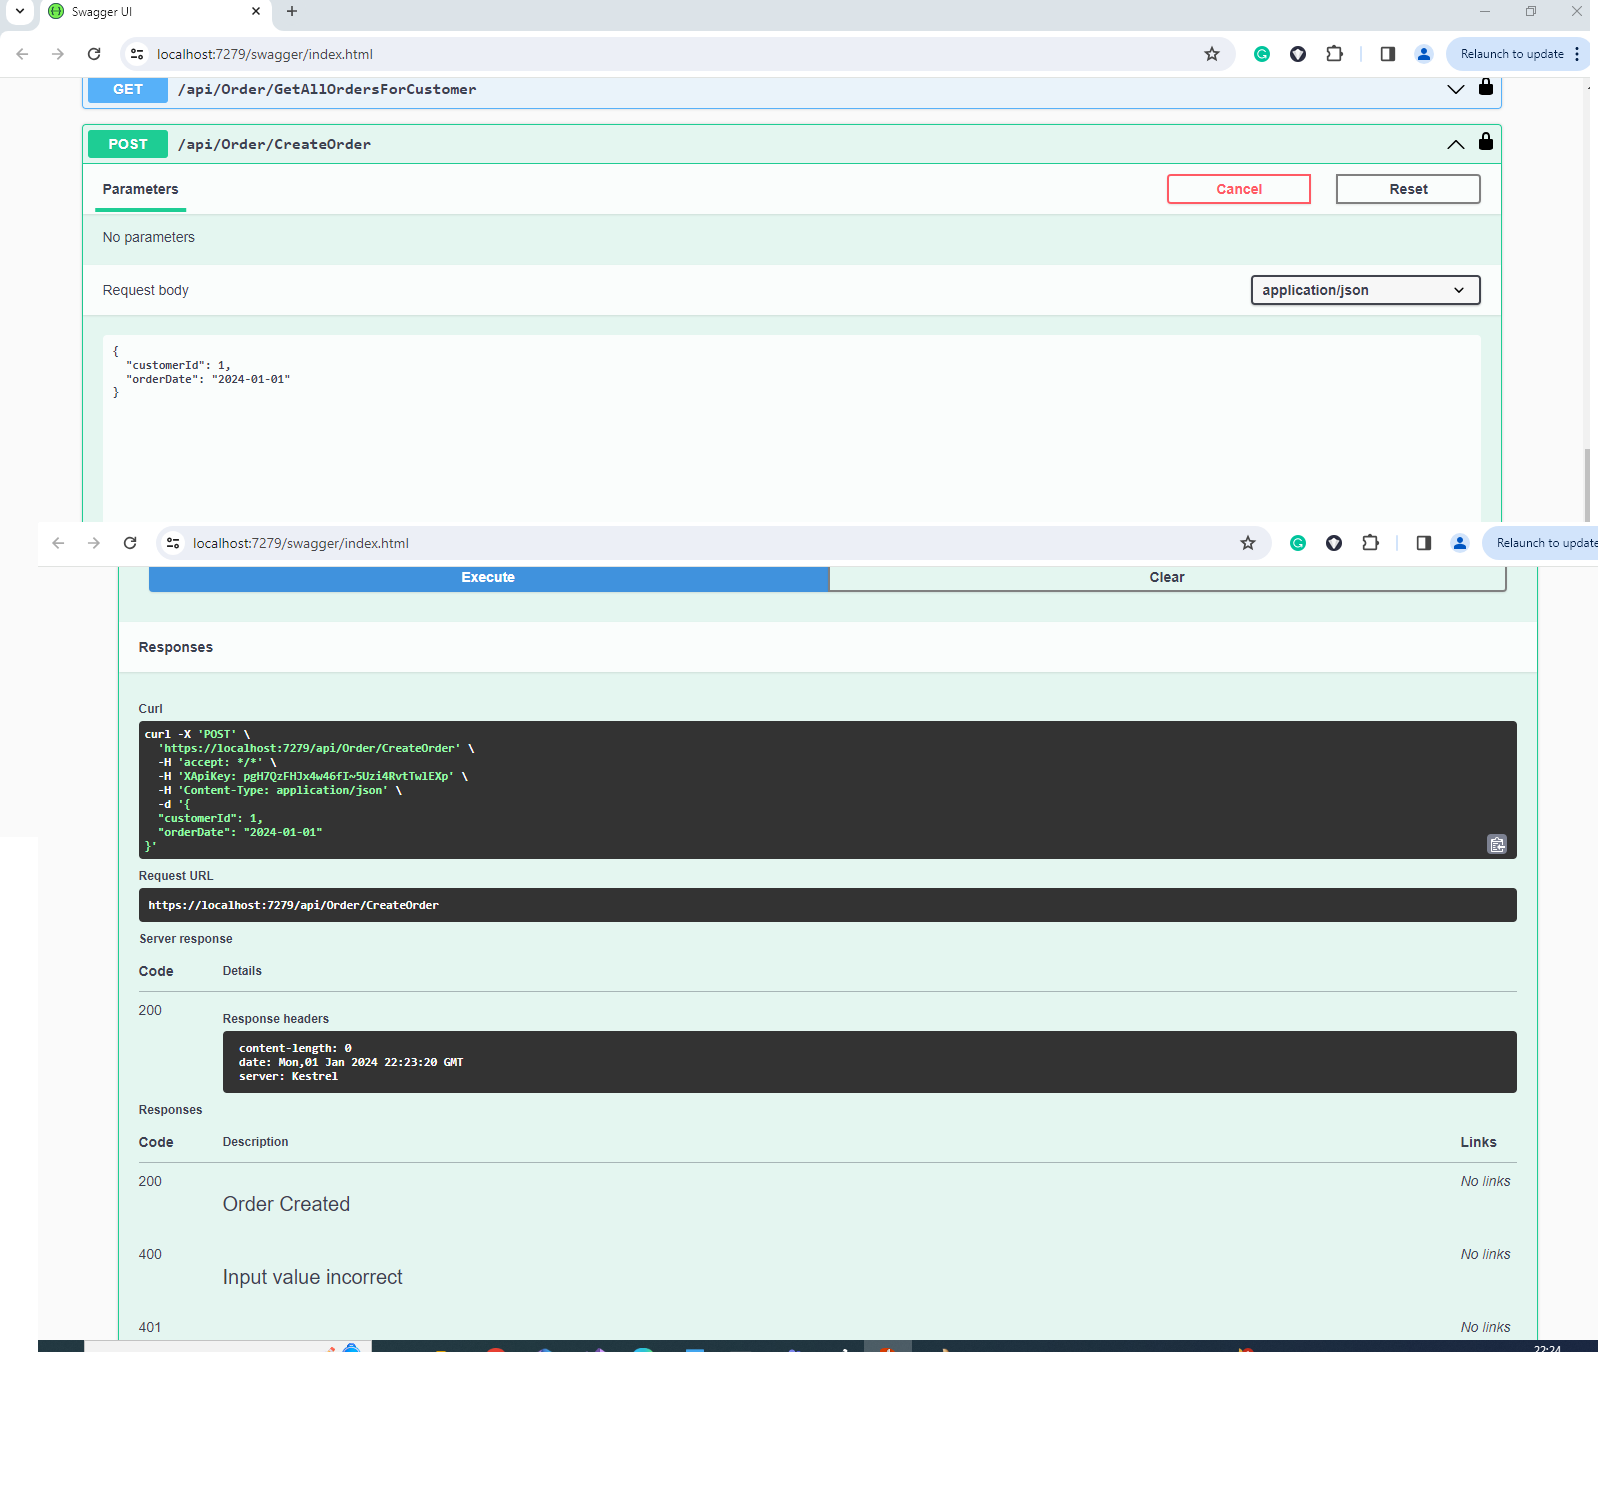 Swagger UI
localhost:7279/swagger/index.html
Relaunch to update
GET /api/Order/GetAllOrdersForCustomer
POST /api/Order/CreateOrder
Parameters
Cancel
Reset
No parameters
Request body
application/json
{
"customerId": 1,
"orderDate": "2024-01-01"
}
localhost:7279/swagger/index.html
Relaunch to update
Execute
Clear
Responses
Curl
curl -X 'POST' \
'https://localhost:7279/api/Order/CreateOrder' \
-H 'accept: */*' \
-H 'XApiKey: pgH7QzFHJx4w46fI~5Uzi4RvtTwlEXp' \
-H 'Content-Type: application/json' \
-d '{
"customerId": 1,
"orderDate": "2024-01-01"
}'
Request URL
https://localhost:7279/api/Order/CreateOrder
Server response
Code Details
200
Response headers
content-length: 0
date: Mon,01 Jan 2024 22:23:20 GMT
server: Kestrel
Responses
Code Description Links
200 No links
Order Created
400 No links
Input value incorrect
401 No links
22:24